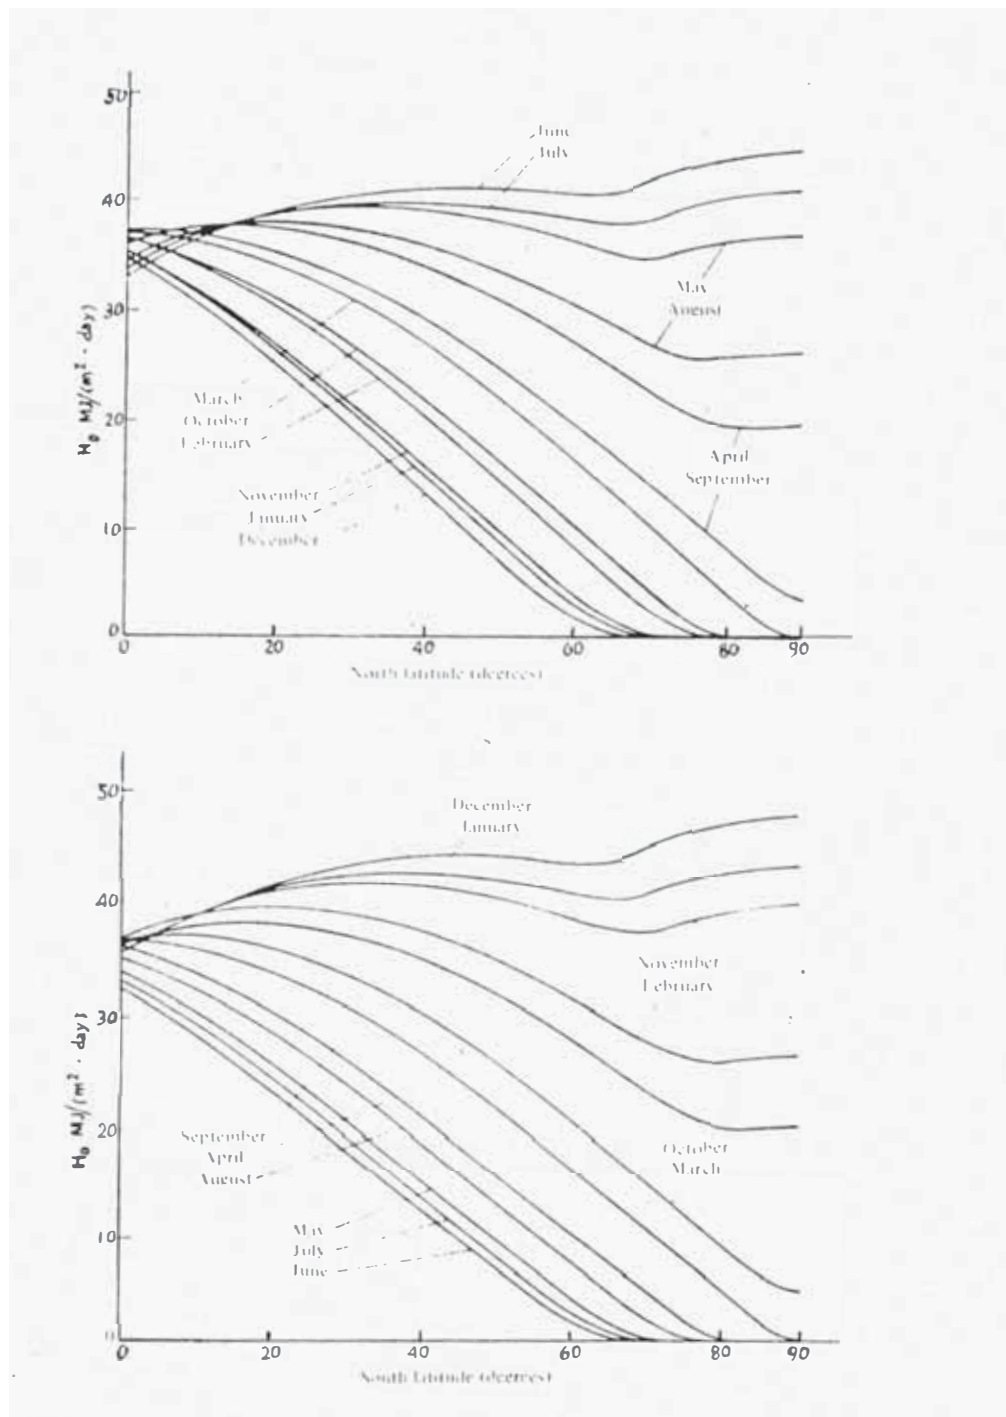 50
40
30
20
10
0
H₀ MJ/(m² · day)
June
July
May
August
March
October
February
April
September
November
January
December
0 20 40 60 80 90
North latitude (degrees)
50
40
30
20
10
0
H₀ MJ/(m² · day)
December
January
November
February
September
April
August
October
March
May
July
June
0 20 40 60 80 90
North latitude (degrees)